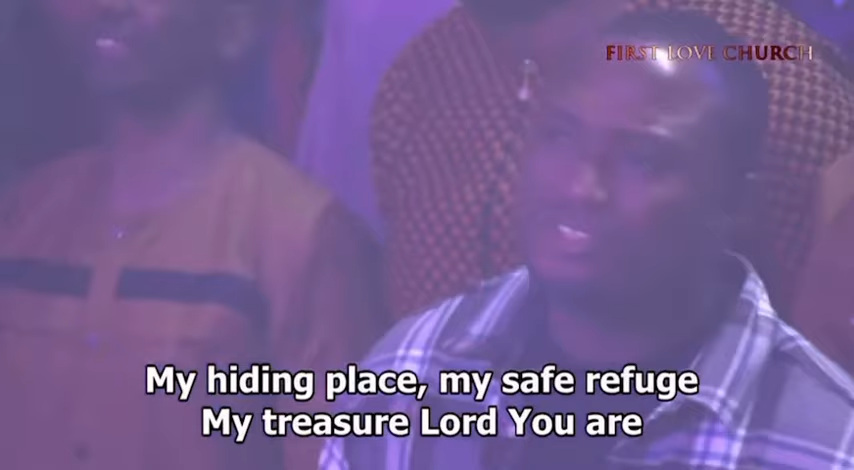 FIRST LOVE CHURCH
My hiding place, my safe refuge
My treasure Lord You are